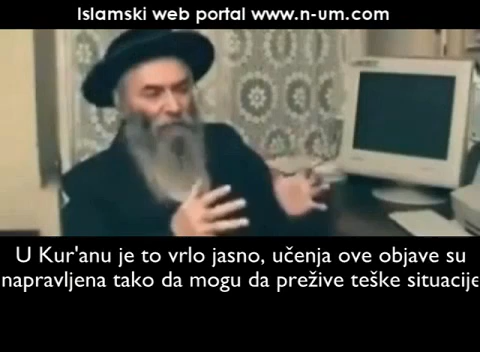 Islamski web portal www.n-um.com
U Kur'anu je to vrlo jasno, učenja ove objave su
napravljena tako da mogu da prežive teške situacije